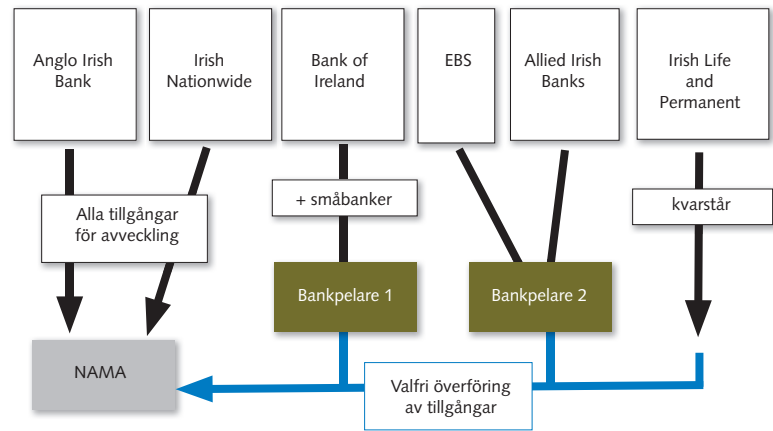 Anglo Irish
Bank
Irish
Nationwide
Bank of
Ireland
EBS
Allied Irish
Banks
Irish Life
and
Permanent
Alla tillgångar
för avveckling
+ småbanker
kvarstår
Bankpelare 1
Bankpelare 2
NAMA
Valfri överföring
av tillgångar